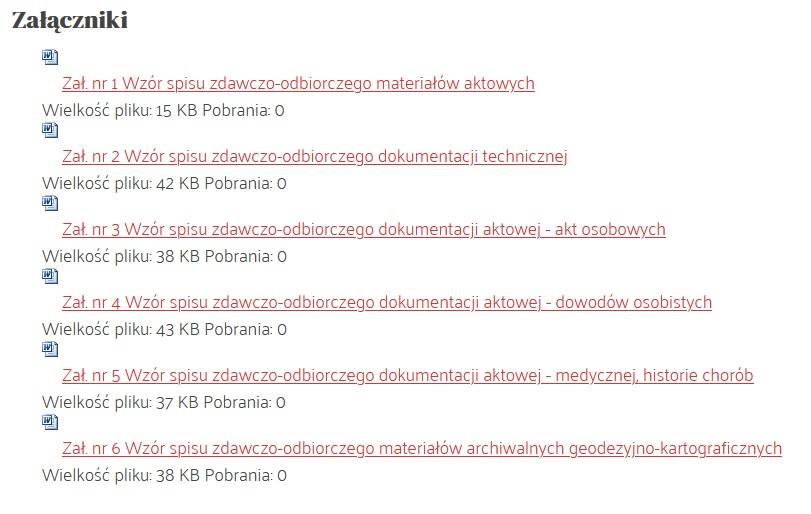 Załączniki
Zał. nr 1 Wzór spisu zdawczo-odbiorczego materiałów aktowych
Wielkość pliku: 15 KB Pobrania: 0
Zał. nr 2 Wzór spisu zdawczo-odbiorczego dokumentacji technicznej
Wielkość pliku: 42 KB Pobrania: 0
Zał. nr 3 Wzór spisu zdawczo-odbiorczego dokumentacji aktowej - akt osobowych
Wielkość pliku: 38 KB Pobrania: 0
Zał. nr 4 Wzór spisu zdawczo-odbiorczego dokumentacji aktowej - dowodów osobistych
Wielkość pliku: 43 KB Pobrania: 0
Zał. nr 5 Wzór spisu zdawczo-odbiorczego dokumentacji aktowej - medycznej, historie chorób
Wielkość pliku: 37 KB Pobrania: 0
Zał. nr 6 Wzór spisu zdawczo-odbiorczego materiałów archiwalnych geodezyjno-kartograficznych
Wielkość pliku: 38 KB Pobrania: 0